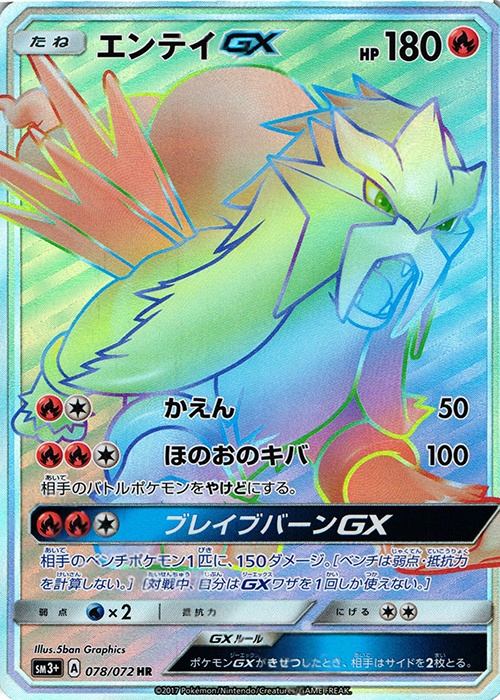 たね エンテイGX HP 180
かえん 50
ほのおのキバ 100
相手のバトルポケモンをやけどにする。
ブレイブバーンGX
相手のベンチポケモン1匹に、150ダメージ。[ベンチは弱点・抵抗力
を計算しない。] [対戦中、自分はGXワザを1回しか使えない。]
弱点 ×2 抵抗力 にげる
Illus.5ban Graphics
GXルール
SM3+ A 078/072 HR
ポケモンGXがきぜつしたとき、相手はサイドを2枚とる。
©2017 Pokémon/Nintendo/Creatures/GAME FREAK.